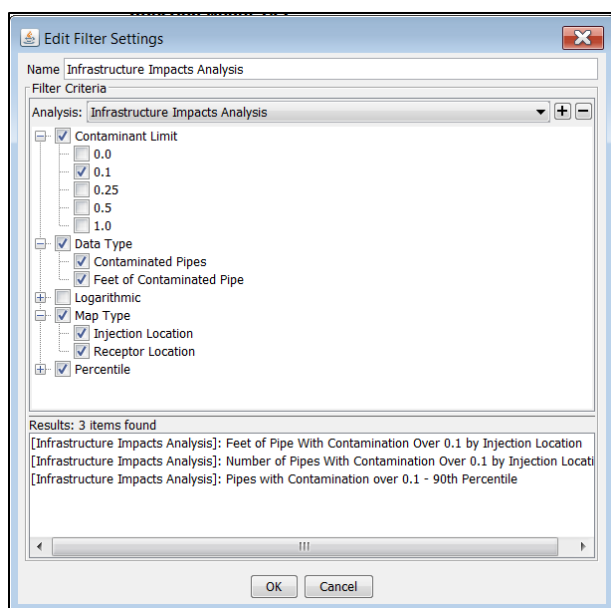 Edit Filter Settings
Name Infrastructure Impacts Analysis
Filter Criteria
Analysis: Infrastructure Impacts Analysis
Contaminant Limit
0.0
0.1
0.25
0.5
1.0
Data Type
Contaminated Pipes
Feet of Contaminated Pipe
Logarithmic
Map Type
Injection Location
Receptor Location
Percentile
Results: 3 items found
[Infrastructure Impacts Analysis]: Feet of Pipe With Contamination Over 0.1 by Injection Location
[Infrastructure Impacts Analysis]: Number of Pipes With Contamination Over 0.1 by Injection Locati
[Infrastructure Impacts Analysis]: Pipes with Contamination over 0.1 - 90th Percentile
OK Cancel